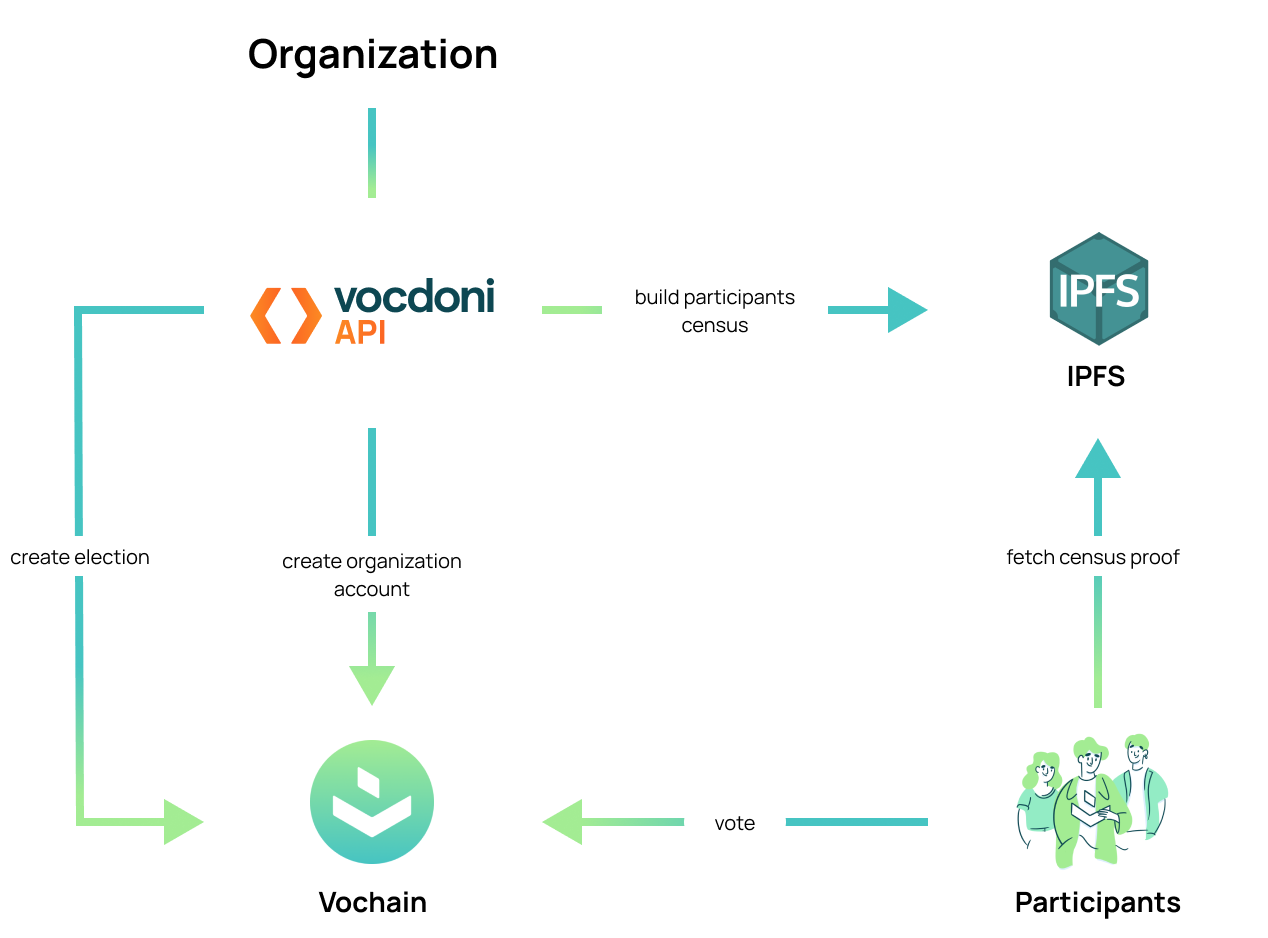 Organization
vocdoni
API
build participants
census
IPFS
IPFS
create election
create organization
account
fetch census proof
vote
Vochain
Participants